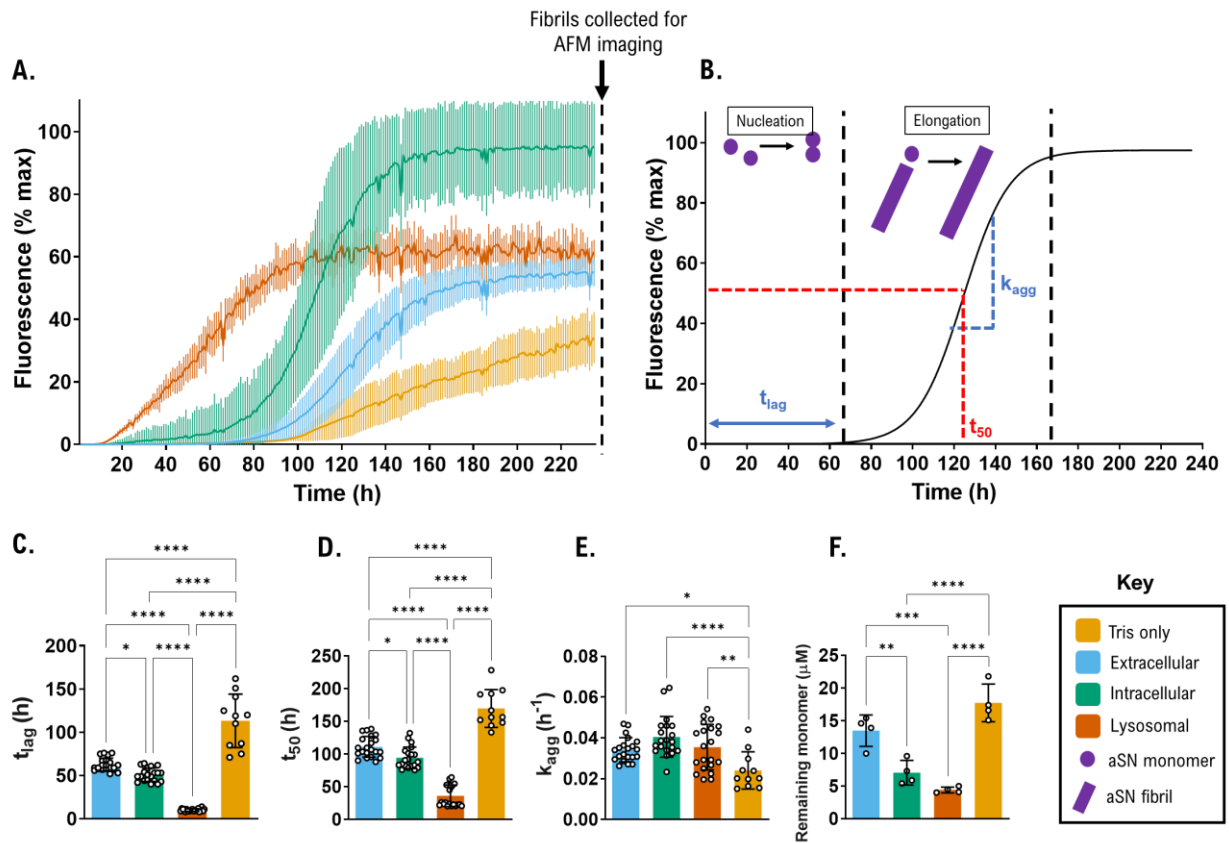 Fibrils collected for
AFM imaging
A.
Fluorescence (% max)
100
80
60
40
20
0
20 40 60 80 100 120 140 160 180 200 220
Time (h)
B.
Nucleation
Elongation
Fluorescence (% max)
100
80
60
40
20
0
k_agg
t_lag
t_50
0 20 40 60 80 100 120 140 160 180 200 220 240
Time (h)
C.
****
****
****
****
*
****
t_lag (h)
200
150
100
50
0
D.
****
****
****
****
*
****
t_50 (h)
250
200
150
100
50
0
E.
*
****
**
k_agg (h⁻¹)
0.08
0.06
0.04
0.02
0.00
F.
****
***
**
****
Remaining monomer (μM)
25
20
15
10
5
0
Key
Tris only
Extracellular
Intracellular
Lysosomal
aSN monomer
aSN fibril